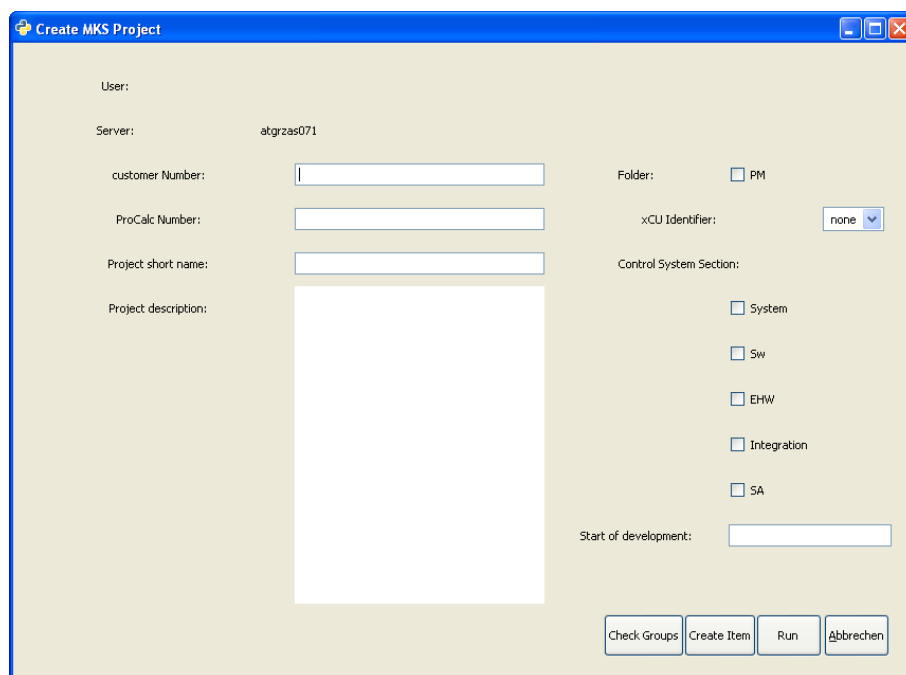 Create MKS Project
User:
Server: atgrzas071
customer Number: Folder: PM
ProCalc Number: xCU Identifier: none
Project short name: Control System Section:
Project description: System
Sw
EHW
Integration
SA
Start of development:
Check Groups Create Item Run Abbrechen